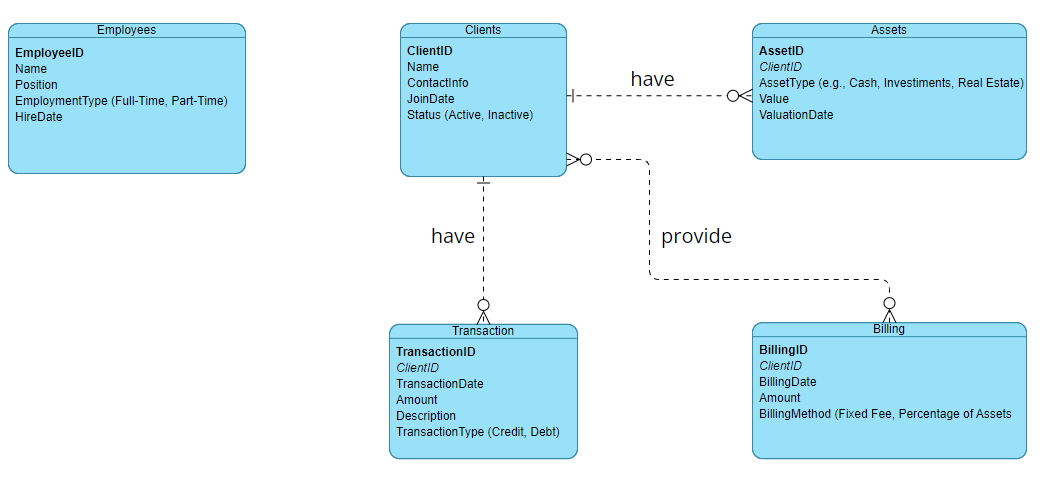 Employees
EmployeeID
Name
Position
EmploymentType (Full-Time, Part-Time)
HireDate
Clients
ClientID
Name
ContactInfo
JoinDate
Status (Active, Inactive)
Assets
AssetID
ClientID
AssetType (e.g., Cash, Investments, Real Estate)
Value
ValuationDate
have
have
provide
Transaction
TransactionID
ClientID
TransactionDate
Amount
Description
TransactionType (Credit, Debt)
Billing
BillingID
ClientID
BillingDate
Amount
BillingMethod (Fixed Fee, Percentage of Assets